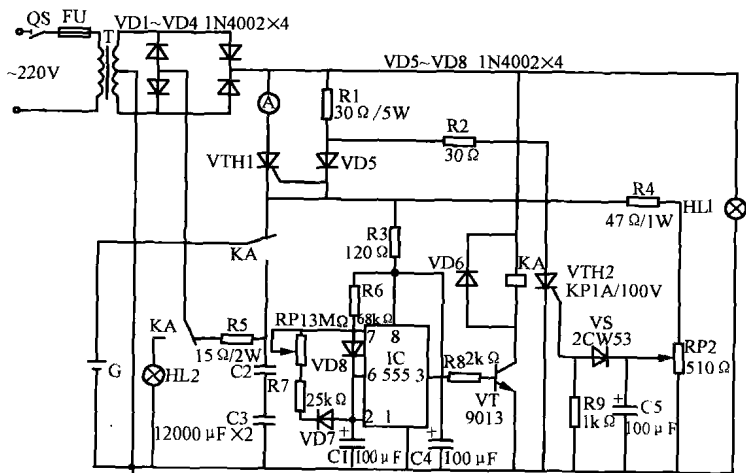 QS FU VD1~VD4 1N4002×4
T
~220V
VD5~VD8 1N4002×4
A
R1
30Ω/5W
R2
30Ω
VTH1
VD5
R4
47Ω/1W
HL1
R3
120Ω
KA
VD6
KA
VTH2
KP1A/100V
R6
68kΩ
RP13MΩ
VS
2CW53
KA
R5
15Ω/2W
7 8
VD8
IC
6 555 3
R8 2kΩ
RP2
510Ω
G
HL2
C2
R7
25kΩ
2 1
VT
9013
R9
1kΩ
C5
+
100μF
C3
12000μF×2
VD7
+
C1 100μF
+
C4 100μF